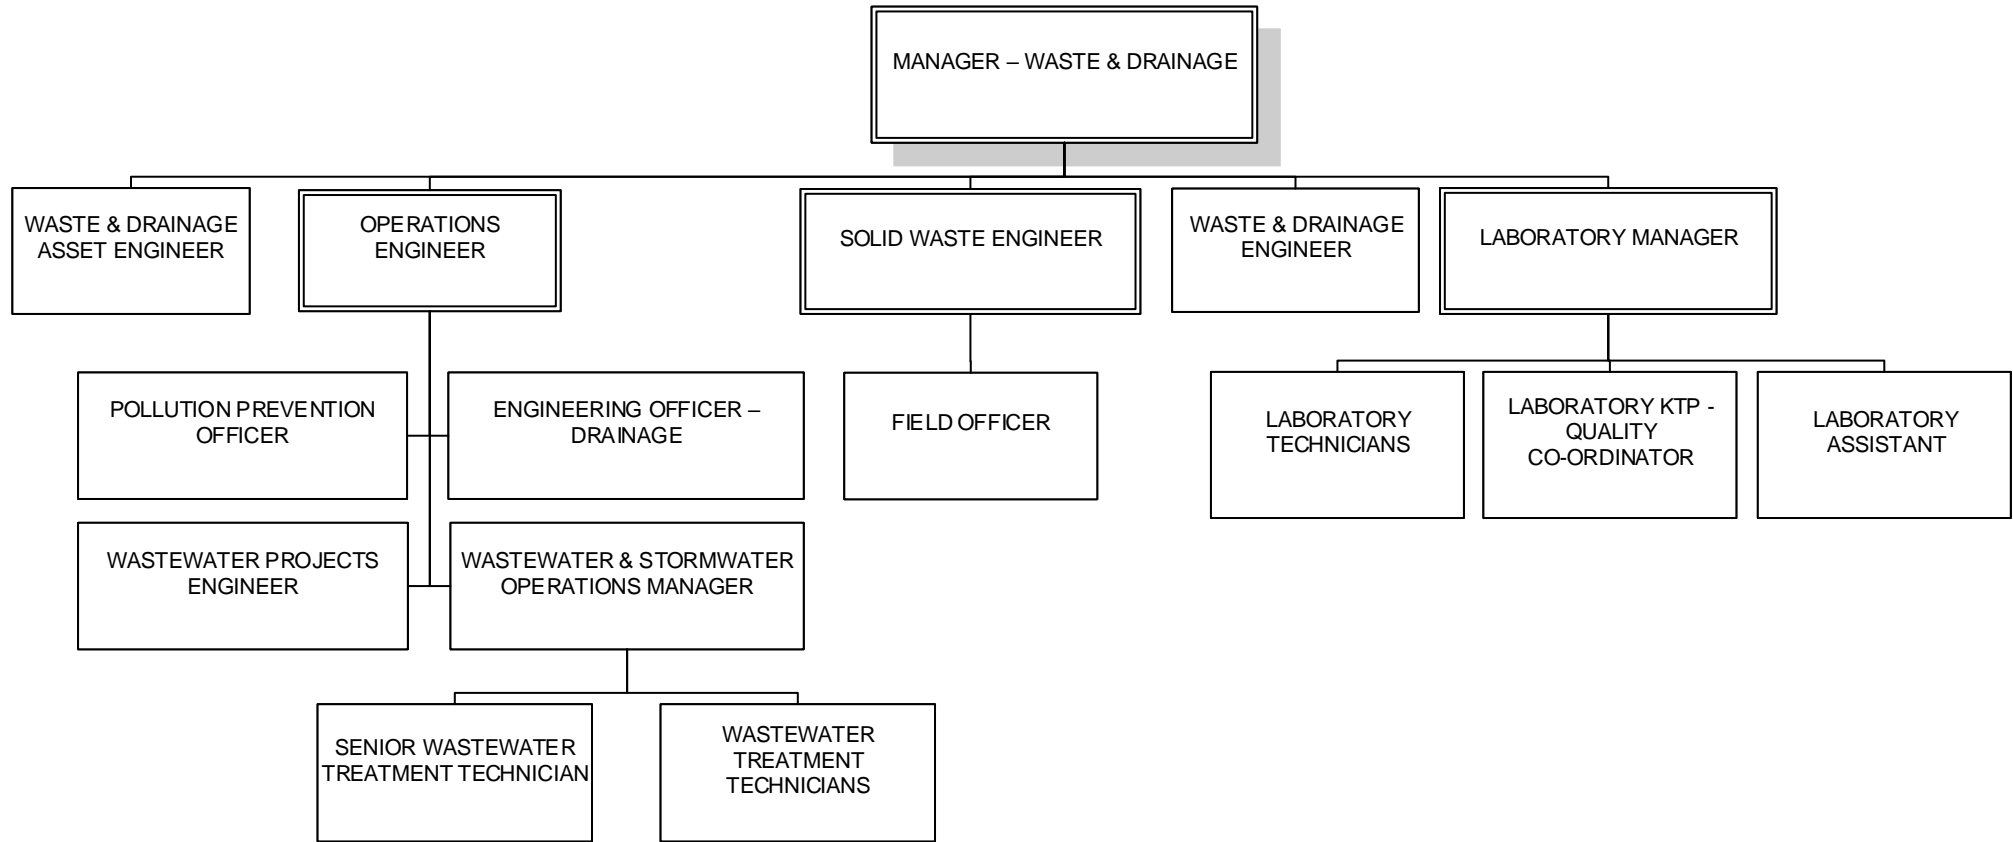 MANAGER – WASTE & DRAINAGE
WASTE & DRAINAGE
ASSET ENGINEER
OPERATIONS
ENGINEER
SOLID WASTE ENGINEER
WASTE & DRAINAGE
ENGINEER
LABORATORY MANAGER
POLLUTION PREVENTION
OFFICER
ENGINEERING OFFICER –
DRAINAGE
FIELD OFFICER
LABORATORY
TECHNICIANS
LABORATORY KTP -
QUALITY
CO-ORDINATOR
LABORATORY
ASSISTANT
WASTEWATER PROJECTS
ENGINEER
WASTEWATER & STORMWATER
OPERATIONS MANAGER
SENIOR WASTEWATER
TREATMENT TECHNICIAN
WASTEWATER
TREATMENT
TECHNICIANS